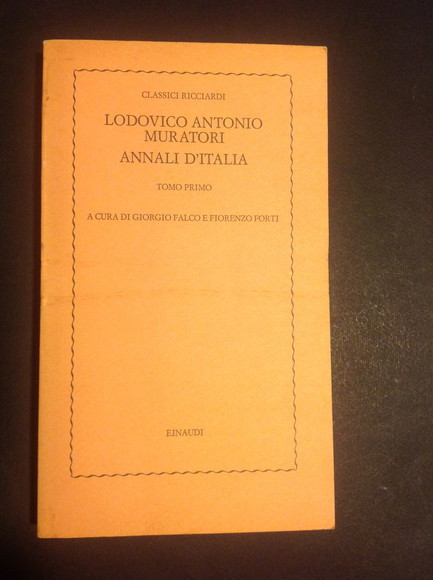 CLASSICI RICCIARDI
LODOVICO ANTONIO
MURATORI
ANNALI D'ITALIA
TOMO PRIMO
A CURA DI GIORGIO FALCO E FIORENZO FORTI
EINAUDI